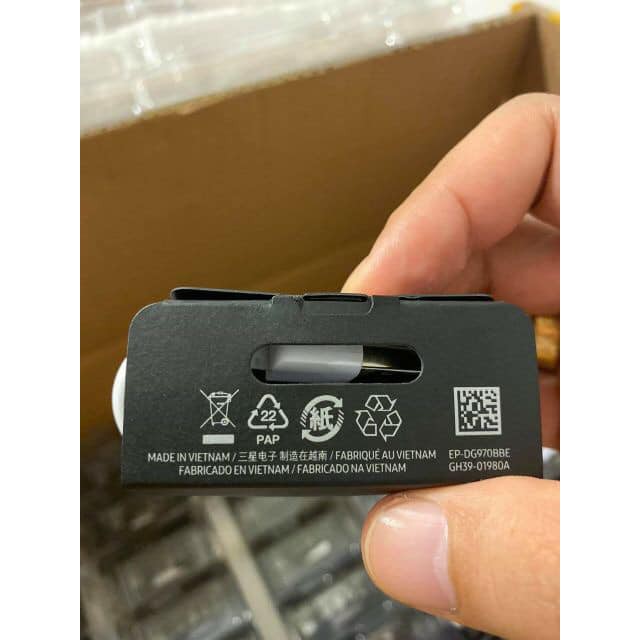 22
PAP
紙
MADE IN VIETNAM / 三星电子 制造在越南 / FABRIQUÉ AU VIETNAM
FABRICADO EN VIETNAM / FABRICADO NA VIETNAM
EP-DG970BBE
GH39-01980A